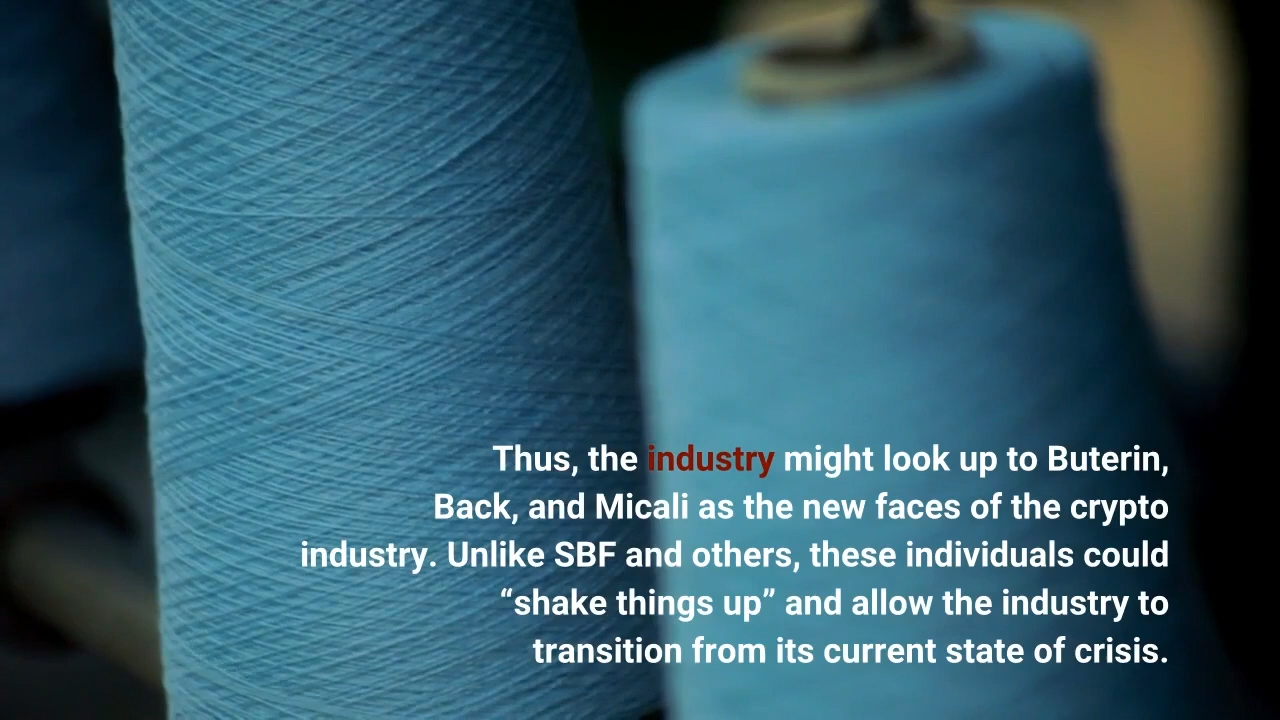 Thus, the industry might look up to Buterin,
Back, and Micali as the new faces of the crypto
industry. Unlike SBF and others, these individuals could
“shake things up” and allow the industry to
transition from its current state of crisis.